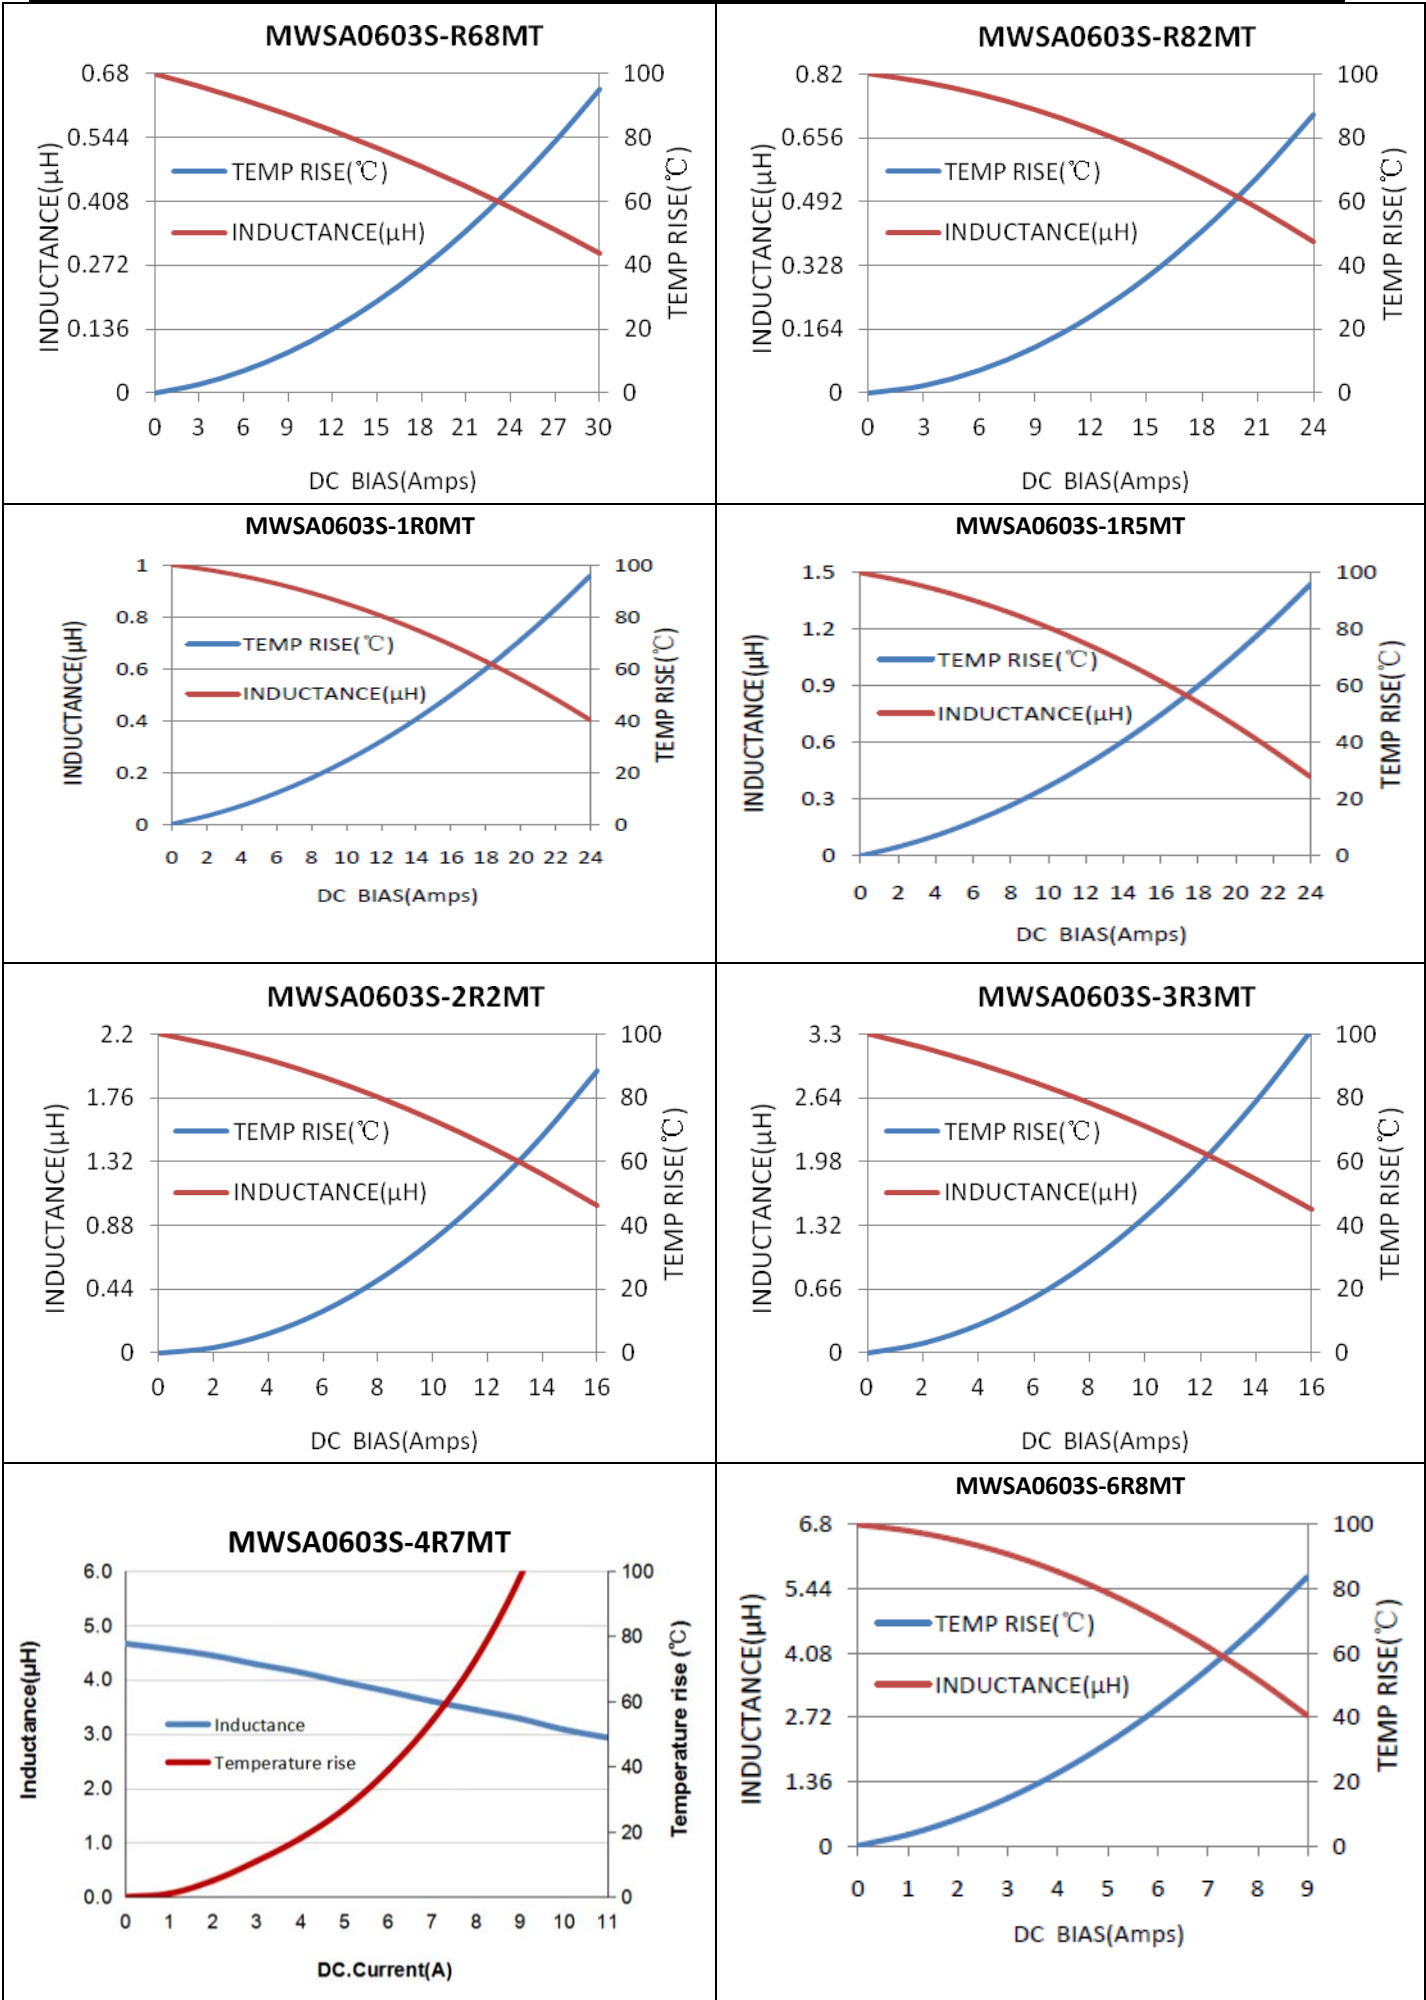 MWSA0603S-R68MT
0.68
0.544
0.408
0.272
0.136
0
100
80
60
40
20
0
INDUCTANCE(μH)
TEMP RISE(℃)
TEMP RISE(℃)
INDUCTANCE(μH)
0 3 6 9 12 15 18 21 24 27 30
DC BIAS(Amps)
MWSA0603S-R82MT
0.82
0.656
0.492
0.328
0.164
0
100
80
60
40
20
0
INDUCTANCE(μH)
TEMP RISE(℃)
TEMP RISE(℃)
INDUCTANCE(μH)
0 3 6 9 12 15 18 21 24
DC BIAS(Amps)
MWSA0603S-1R0MT
1
0.8
0.6
0.4
0.2
0
100
80
60
40
20
0
INDUCTANCE(μH)
TEMP RISE(℃)
TEMP RISE(℃)
INDUCTANCE(μH)
0 2 4 6 8 10 12 14 16 18 20 22 24
DC BIAS(Amps)
MWSA0603S-1R5MT
1.5
1.2
0.9
0.6
0.3
0
100
80
60
40
20
0
INDUCTANCE(μH)
TEMP RISE(℃)
TEMP RISE(℃)
INDUCTANCE(μH)
0 2 4 6 8 10 12 14 16 18 20 22 24
DC BIAS(Amps)
MWSA0603S-2R2MT
2.2
1.76
1.32
0.88
0.44
0
100
80
60
40
20
0
INDUCTANCE(μH)
TEMP RISE(℃)
TEMP RISE(℃)
INDUCTANCE(μH)
0 2 4 6 8 10 12 14 16
DC BIAS(Amps)
MWSA0603S-3R3MT
3.3
2.64
1.98
1.32
0.66
0
100
80
60
40
20
0
INDUCTANCE(μH)
TEMP RISE(℃)
TEMP RISE(℃)
INDUCTANCE(μH)
0 2 4 6 8 10 12 14 16
DC BIAS(Amps)
MWSA0603S-4R7MT
6.0
5.0
4.0
3.0
2.0
1.0
0.0
100
80
60
40
20
0
Inductance(μH)
Inductance
Temperature rise
Temperature rise (℃)
0 1 2 3 4 5 6 7 8 9 10 11
DC.Current(A)
MWSA0603S-6R8MT
6.8
5.44
4.08
2.72
1.36
0
100
80
60
40
20
0
INDUCTANCE(μH)
TEMP RISE(℃)
TEMP RISE(℃)
INDUCTANCE(μH)
0 1 2 3 4 5 6 7 8 9
DC BIAS(Amps)